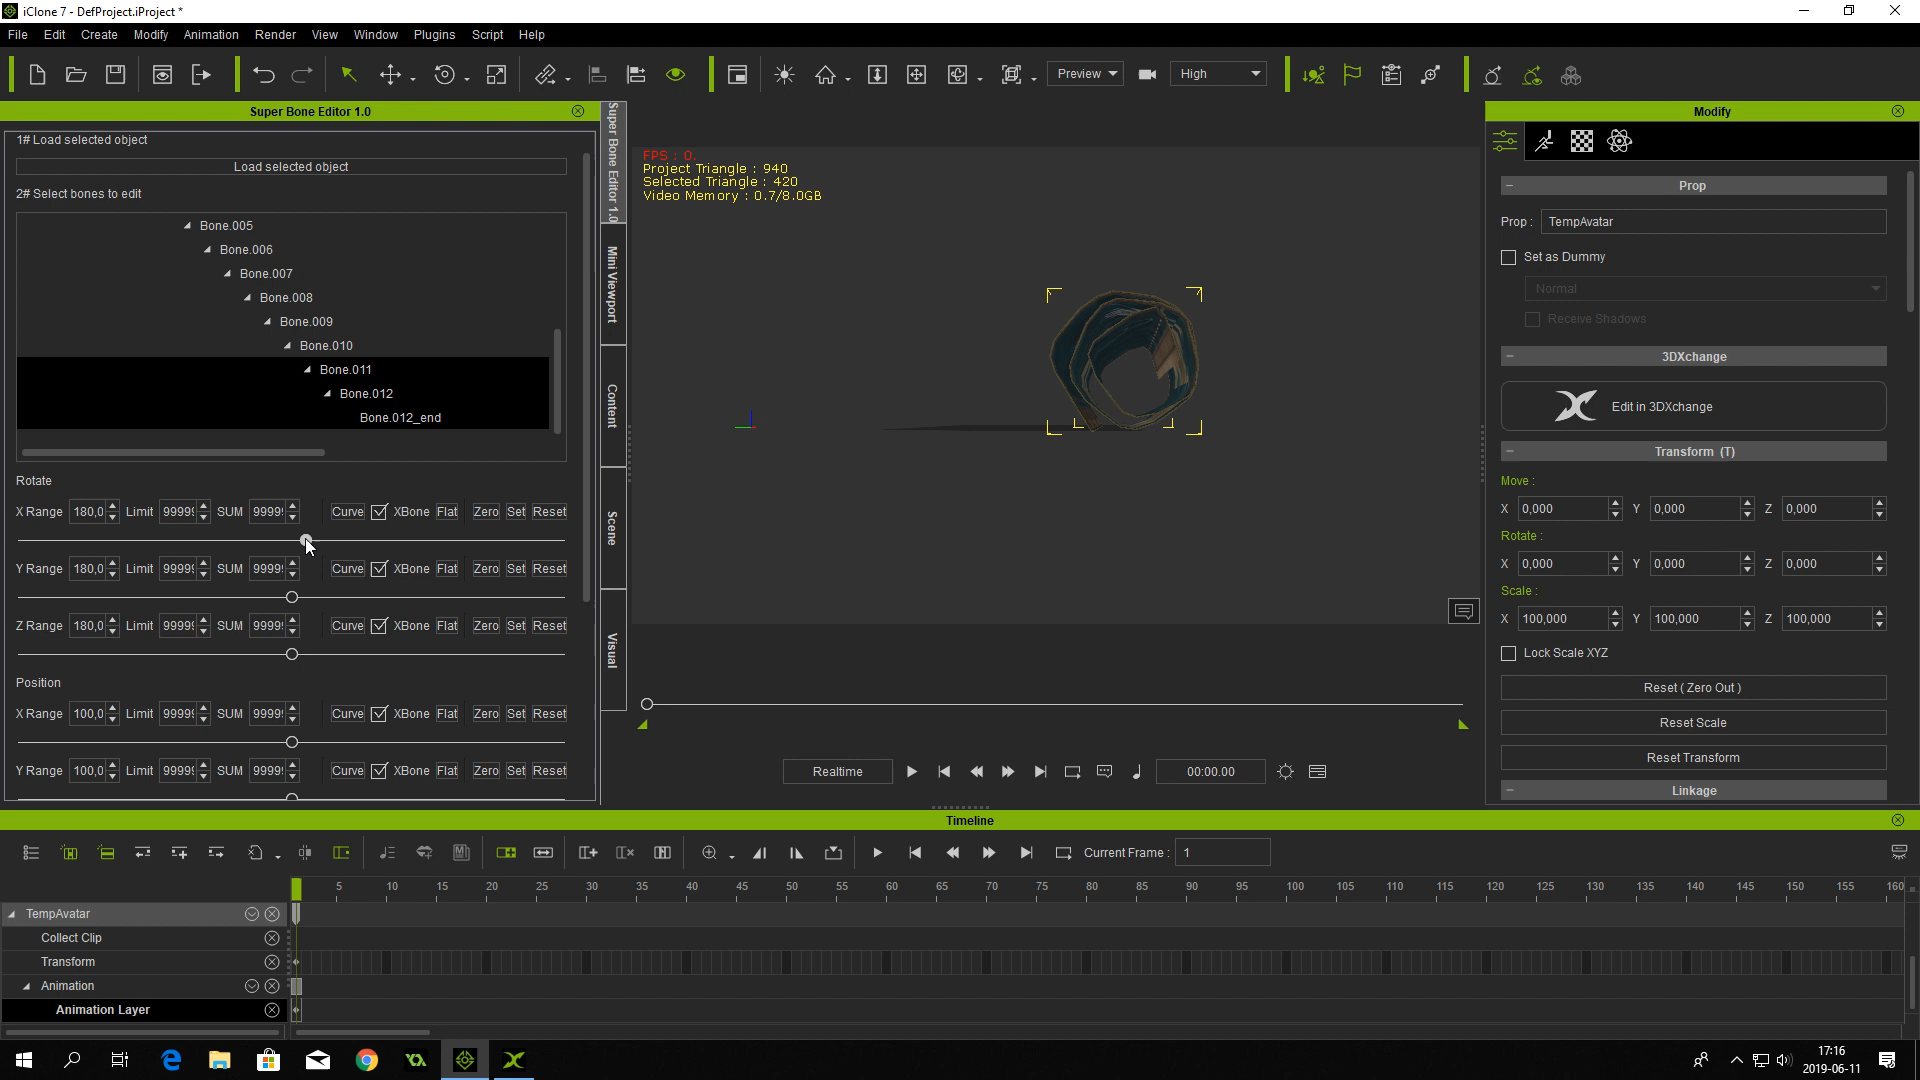 iClone 7 - DefProject.iProject *
File Edit Create Modify Animation Render View Window Plugins Script Help
Preview High
Super Bone Editor 1.0
1# Load selected object
Load selected object
2# Select bones to edit
Bone.005
Bone.006
Bone.007
Bone.008
Bone.009
Bone.010
Bone.011
Bone.012
Bone.012_end
Rotate
X Range 180,0 Limit 9999 SUM 9999 Curve XBone Flat Zero Set Reset
Y Range 180,0 Limit 9999 SUM 9999 Curve XBone Flat Zero Set Reset
Z Range 180,0 Limit 9999 SUM 9999 Curve XBone Flat Zero Set Reset
Position
X Range 100,0 Limit 9999 SUM 9999 Curve XBone Flat Zero Set Reset
Y Range 100,0 Limit 9999 SUM 9999 Curve XBone Flat Zero Set Reset
Super Bone Editor 1.0
Mini Viewport
Content
Scene
Visual
FPS : 0.
Project Triangle : 940
Selected Triangle : 420
Video Memory : 0.7/8.0GB
Realtime 00:00.00
Modify
Prop
Prop : TempAvatar
Set as Dummy
Normal
Receive Shadows
3DXchange
Edit in 3DXchange
Transform (T)
Move :
X 0,000 Y 0,000 Z 0,000
Rotate :
X 0,000 Y 0,000 Z 0,000
Scale :
X 100,000 Y 100,000 Z 100,000
Lock Scale XYZ
Reset ( Zero Out )
Reset Scale
Reset Transform
Linkage
Timeline
Current Frame : 1
5 10 15 20 25 30 35 40 45 50 55 60 65 70 75 80 85 90 95 100 105 110 115 120 125 130 135 140 145 150 155 160
TempAvatar
Collect Clip
Transform
Animation
Animation Layer
17:16
2019-06-11